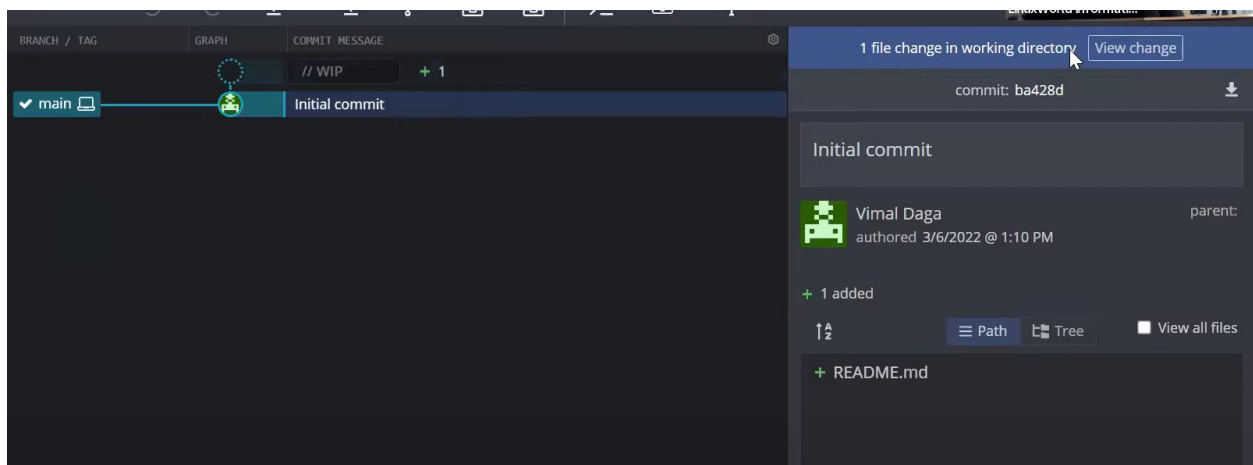 BRANCH / TAG GRAPH COMMIT MESSAGE
// WIP + 1
main Initial commit
1 file change in working directory View change
commit: ba428d
Initial commit
Vimal Daga parent:
authored 3/6/2022 @ 1:10 PM
+ 1 added
Path Tree View all files
+ README.md